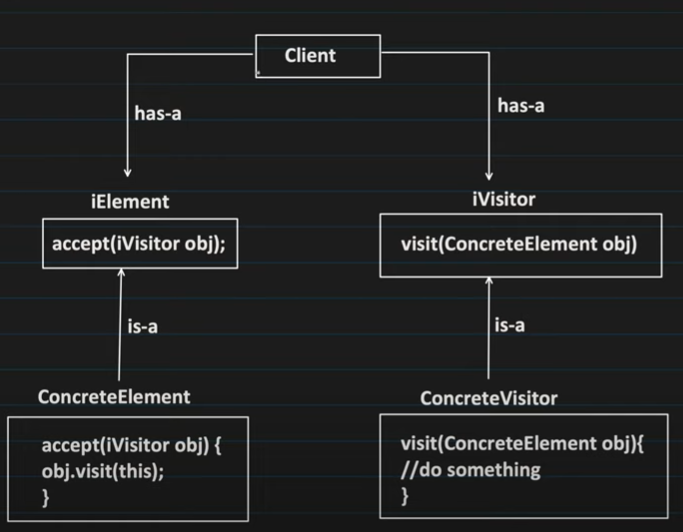 Client
has-a
has-a
iElement
iVisitor
accept(iVisitor obj);
visit(ConcreteElement obj)
is-a
is-a
ConcreteElement
ConcreteVisitor
accept(iVisitor obj) {
obj.visit(this);
}
visit(ConcreteElement obj){
//do something
}